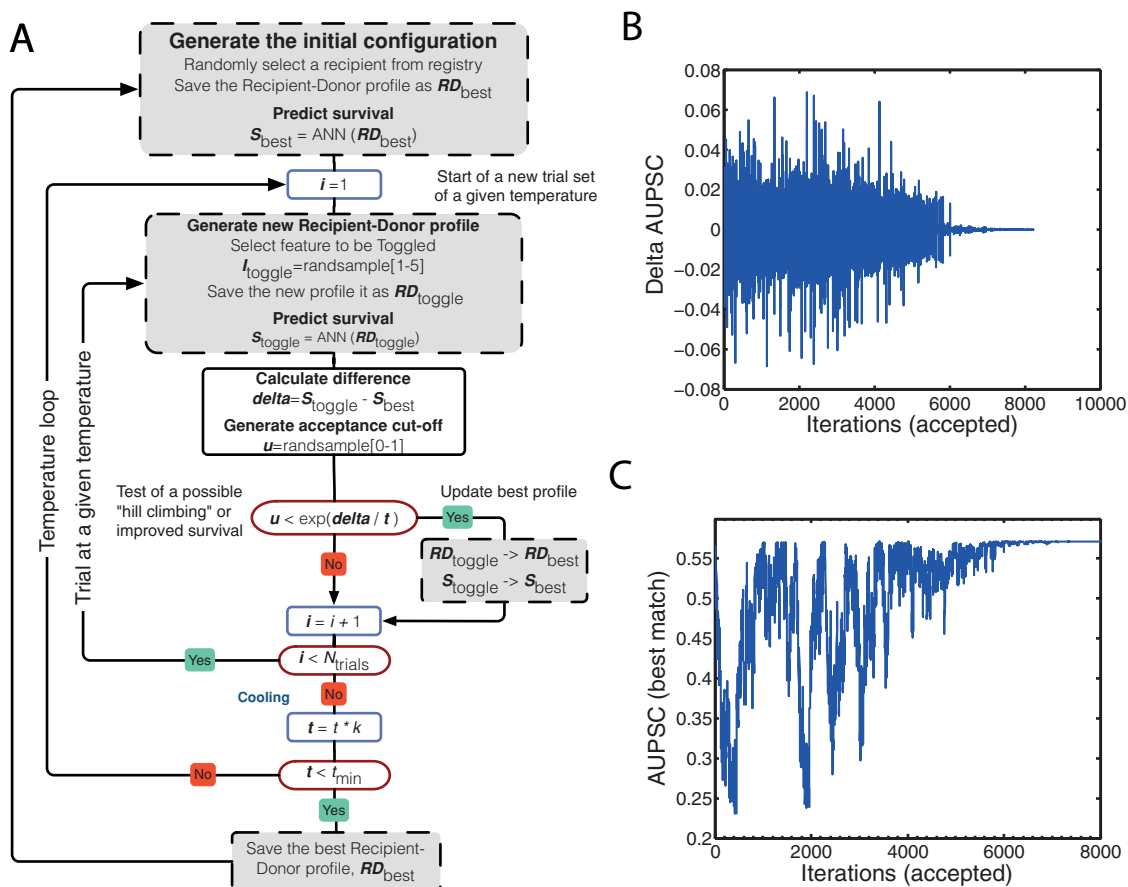 A
Generate the initial configuration
Randomly select a recipient from registry
Save the Recipient-Donor profile as RDbest
Predict survival
Sbest = ANN (RDbest)
i =1
Start of a new trial set
of a given temperature
Generate new Recipient-Donor profile
Select feature to be Toggled
Itoggle=randsample[1-5]
Save the new profile it as RDtoggle
Predict survival
Stoggle = ANN (RDtoggle)
Calculate difference
delta=Stoggle - Sbest
Generate acceptance cut-off
u=randsample[0-1]
Temperature loop
Trial at a given temperature
Test of a possible
"hill climbing" or
improved survival
u < exp(delta / t )
Yes
Update best profile
RDtoggle -> RDbest
Stoggle -> Sbest
No
i = i + 1
i < Ntrials
Yes
No
Cooling
t = t * k
t < tmin
No
Yes
Save the best Recipient-
Donor profile, RDbest
B
Delta AUPSC
0.08
0.06
0.04
0.02
0
−0.02
−0.04
−0.06
−0.08
0 2000 4000 6000 8000 10000
Iterations (accepted)
C
AUPSC (best match)
0.55
0.5
0.45
0.4
0.35
0.3
0.25
0.2
0 2000 4000 6000 8000
Iterations (accepted)